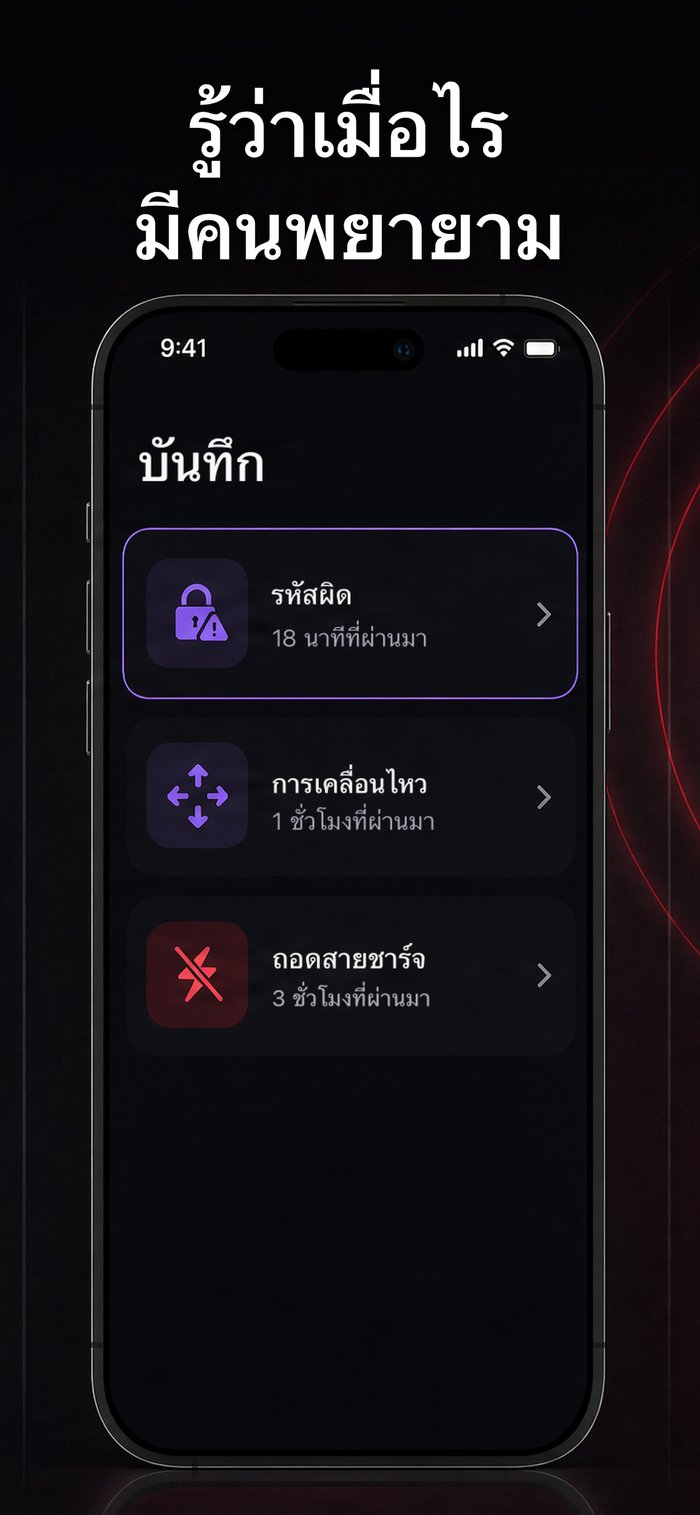 รู้ว่าเมื่อไร
มีคนพยายาม
9:41
บันทึก
รหัสผิด
18 นาทีที่ผ่านมา
การเคลื่อนไหว
1 ชั่วโมงที่ผ่านมา
ถอดสายชาร์จ
3 ชั่วโมงที่ผ่านมา